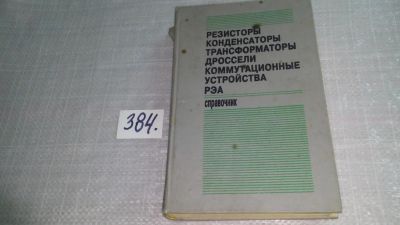 РЕЗИСТОРЫ
КОНДЕНСАТОРЫ
ТРАНСФОРМАТОРЫ
ДРОССЕЛИ
КОММУТАЦИОННЫЕ
УСТРОЙСТВА
РЭА
справочник
384.